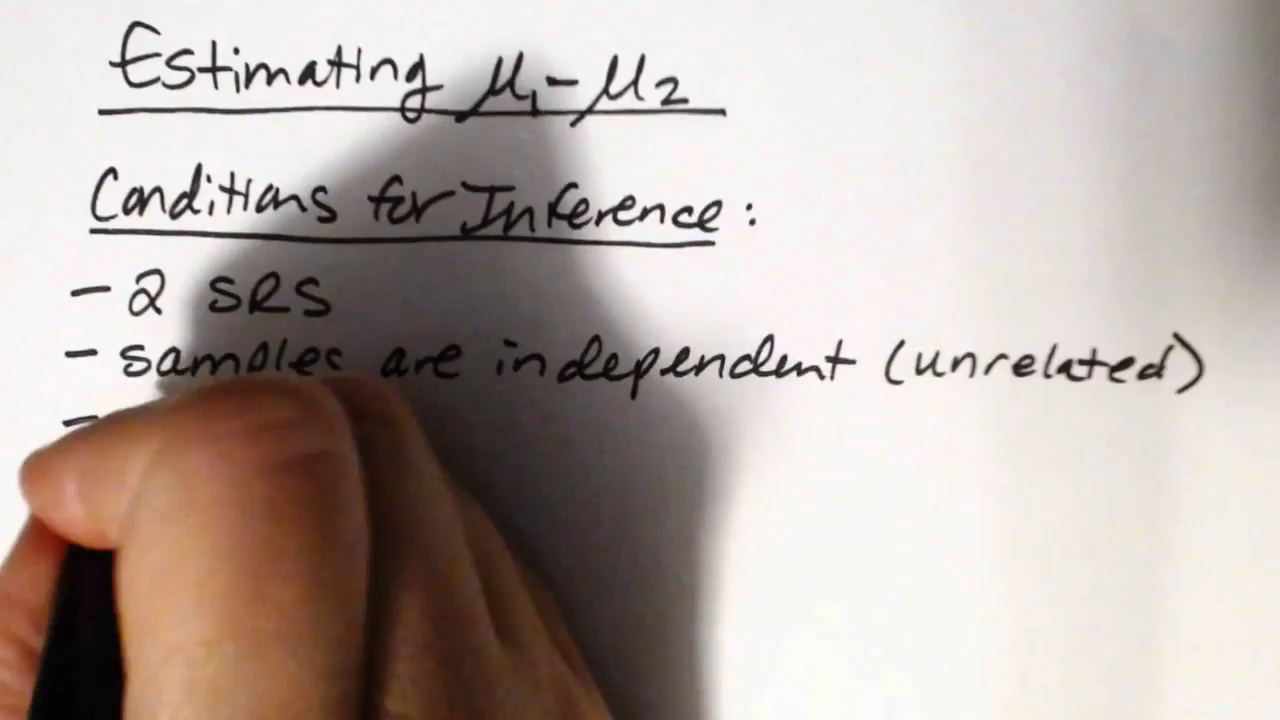 Estimating μ₁-μ₂
Conditions for Inference:
- 2 SRS
- samples are independent (unrelated)
-